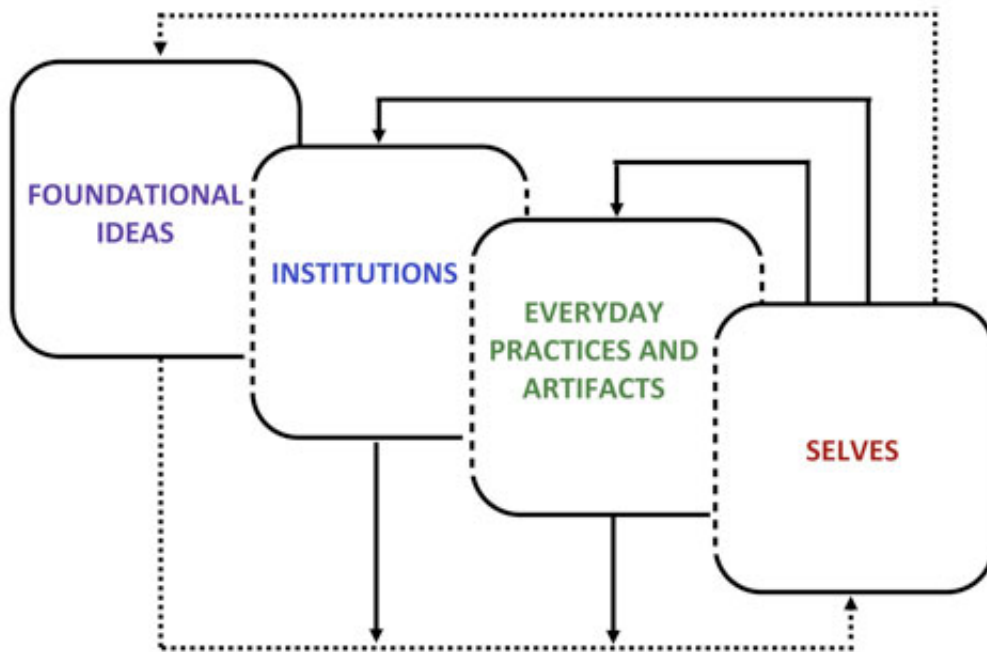 FOUNDATIONAL
IDEAS
INSTITUTIONS
EVERYDAY
PRACTICES AND
ARTIFACTS
SELVES